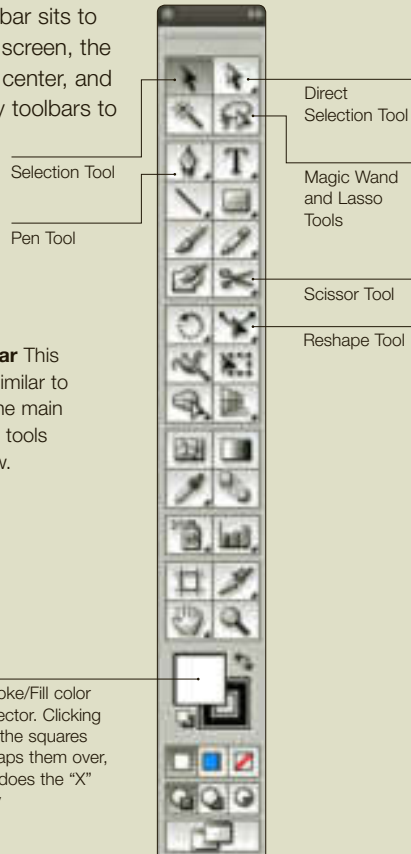 bar sits to
screen, the
center, and
y toolbars to
Selection Tool
Pen Tool
Direct
Selection Tool
Magic Wand
and Lasso
Tools
Scissor Tool
Reshape Tool
ar This
imilar to
he main
tools
w.
oke/Fill color
ector. Clicking
the squares
aps them over,
does the "X"
T